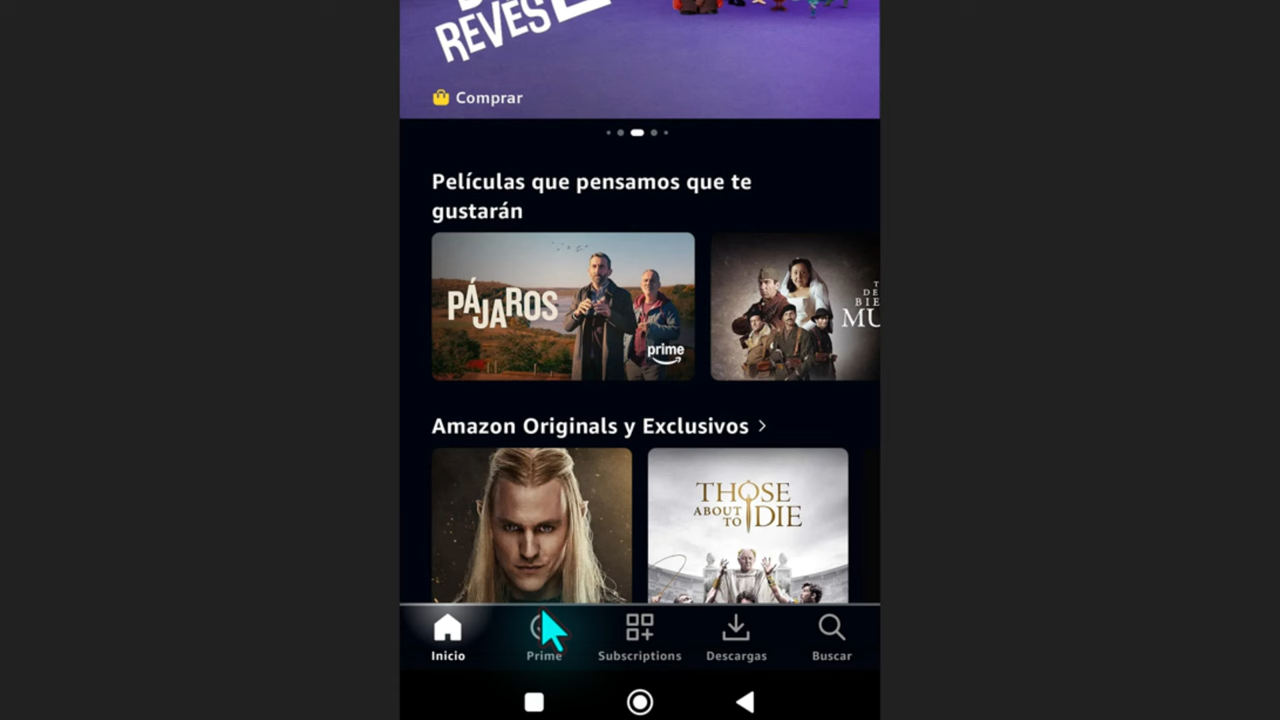 REVES 2
Comprar
Películas que pensamos que te
gustarán
PÁJAROS
prime
Amazon Originals y Exclusivos
THOSE
ABOUT TO DIE
Inicio
Prime
Subscriptions
Descargas
Buscar